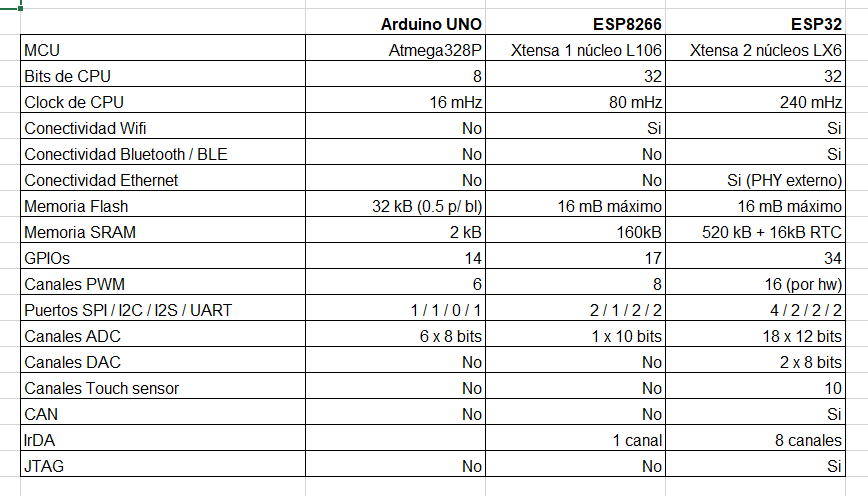 Arduino UNO ESP8266 ESP32
MCU Atmega328P Xtensa 1 núcleo L106 Xtensa 2 núcleos LX6
Bits de CPU 8 32 32
Clock de CPU 16 mHz 80 mHz 240 mHz
Conectividad Wifi No Si Si
Conectividad Bluetooth / BLE No No Si
Conectividad Ethernet No No Si (PHY externo)
Memoria Flash 32 kB (0.5 p/ bl) 16 mB máximo 16 mB máximo
Memoria SRAM 2 kB 160kB 520 kB + 16kB RTC
GPIOs 14 17 34
Canales PWM 6 8 16 (por hw)
Puertos SPI / I2C / I2S / UART 1 / 1 / 0 / 1 2 / 1 / 2 / 2 4 / 2 / 2 / 2
Canales ADC 6 x 8 bits 1 x 10 bits 18 x 12 bits
Canales DAC No No 2 x 8 bits
Canales Touch sensor No No 10
CAN No No Si
IrDA 1 canal 8 canales
JTAG No No Si